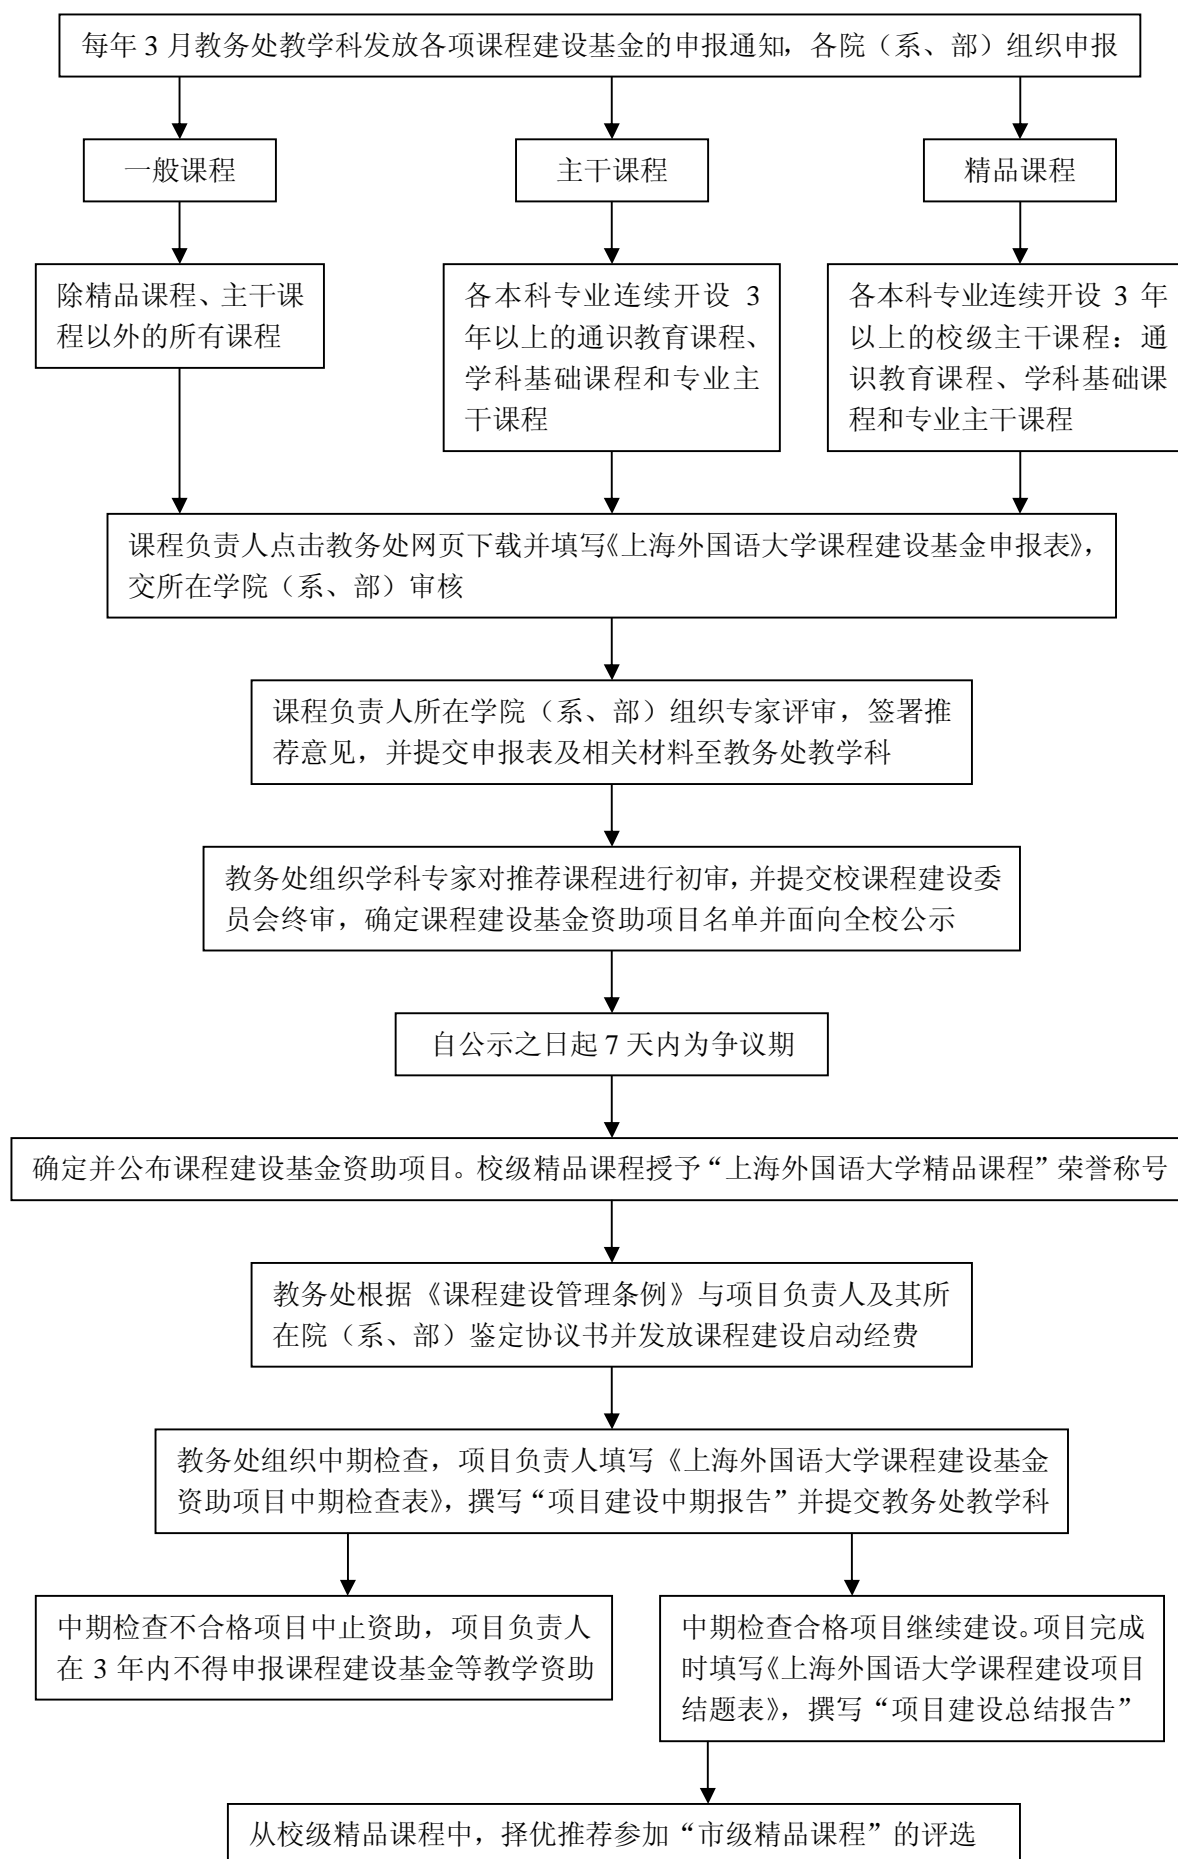 每年 3 月教务处教学科发放各项课程建设基金的申报通知，各院（系、部）组织申报
一般课程
主干课程
精品课程
除精品课程、主干课
程以外的所有课程
各本科专业连续开设 3
年以上的通识教育课程、
学科基础课程和专业主
干课程
各本科专业连续开设 3 年
以上的校级主干课程：通
识教育课程、学科基础课
程和专业主干课程
课程负责人点击教务处网页下载并填写《上海外国语大学课程建设基金申报表》，
交所在学院（系、部）审核
课程负责人所在学院（系、部）组织专家评审，签署推
荐意见，并提交申报表及相关材料至教务处教学科
教务处组织学科专家对推荐课程进行初审，并提交校课程建设委
员会终审，确定课程建设基金资助项目名单并面向全校公示
自公示之日起 7 天内为争议期
确定并公布课程建设基金资助项目。校级精品课程授予“上海外国语大学精品课程”荣誉称号
教务处根据《课程建设管理条例》与项目负责人及其所
在院（系、部）鉴定协议书并发放课程建设启动经费
教务处组织中期检查，项目负责人填写《上海外国语大学课程建设基金
资助项目中期检查表》，撰写“项目建设中期报告”并提交教务处教学科
中期检查不合格项目中止资助，项目负责人
在 3 年内不得申报课程建设基金等教学资助
中期检查合格项目继续建设。项目完成
时填写《上海外国语大学课程建设项目
结题表》，撰写“项目建设总结报告”
从校级精品课程中，择优推荐参加“市级精品课程”的评选